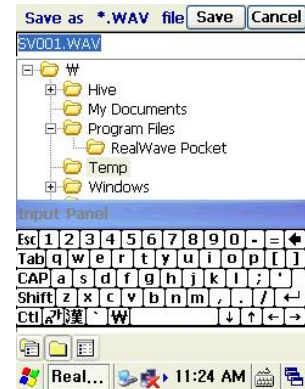 Save as *.WAV file Save Cancel
SV001.WAV
₩
Hive
My Documents
Program Files
RealWave Pocket
Temp
Windows
Input Panel
Esc 1 2 3 4 5 6 7 8 9 0 - =
Tab q w e r t y u i o p [ ]
CAP a s d f g h j k l ; '
Shift z x c v b n m , . /
Ctl 가 漢 ` ₩ ↓ ↑ ← →
Real... 11:24 AM